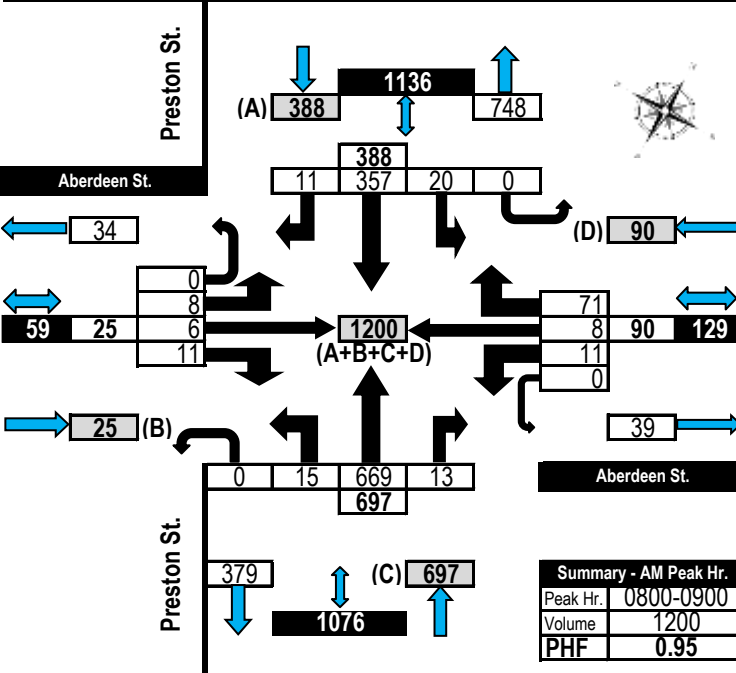 Preston St.
1136
(A) 388
748
388
11 357 20 0
Aberdeen St.
34
(D) 90
0
8
59 25 6
11
1200
(A+B+C+D)
71
8 90 129
11
0
25 (B)
39
0 15 669 13
697
Aberdeen St.
Preston St.
379
(C) 697
1076
Summary - AM Peak Hr.
Peak Hr. 0800-0900
Volume 1200
PHF 0.95